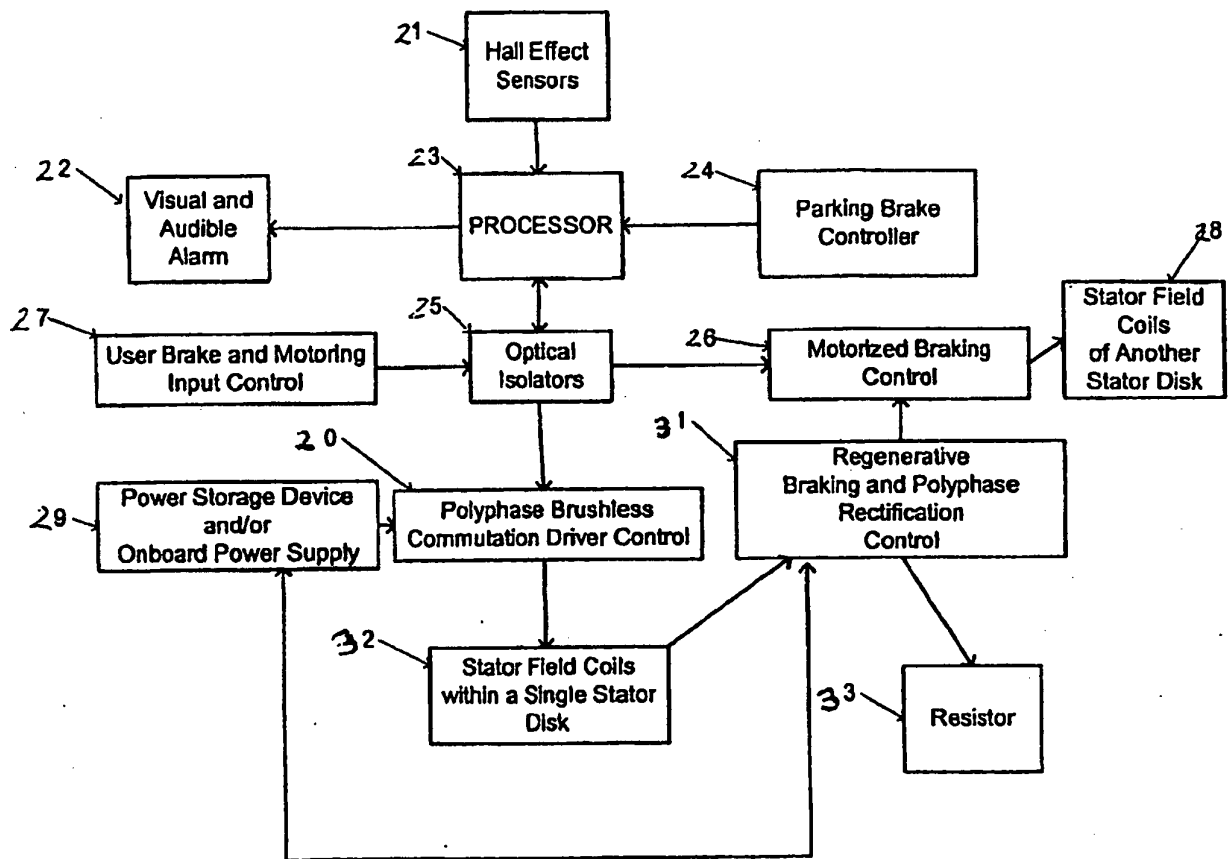 21
Hall Effect
Sensors
22
Visual and
Audible
Alarm
23
PROCESSOR
24
Parking Brake
Controller
28
Stator Field
Coils
of Another
Stator Disk
27
User Brake and Motoring
Input Control
25
Optical
Isolators
26
Motorized Braking
Control
20
31
Regenerative
Braking and Polyphase
Rectification
Control
29
Power Storage Device
and/or
Onboard Power Supply
Polyphase Brushless
Commutation Driver Control
32
Stator Field Coils
within a Single Stator
Disk
33
Resistor